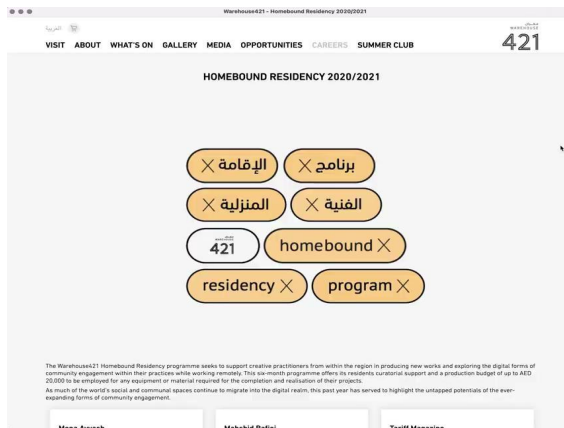 Warehouse421 - Homebound Residency 2020/2021
العربية
WAREHOUSE
421
VISIT ABOUT WHAT'S ON GALLERY MEDIA OPPORTUNITIES CAREERS SUMMER CLUB
HOMEBOUND RESIDENCY 2020/2021
برنامج X الإقامة X
الفنية X المنزلية X
WAREHOUSE
421 homebound X
residency X program X
The Warehouse421 Homebound Residency programme seeks to support creative practitioners from within the region in producing new works and exploring the digital forms of
community engagement within their practices while working remotely. This six-month programme offers its residents curatorial support and a production budget of up to AED
20,000 to be employed for any equipment or material required for the completion and realisation of their projects.
As much of the world's social and communal spaces continue to migrate into the digital realm, this past year has served to highlight the untapped potentials of the ever-
expanding forms of community engagement.